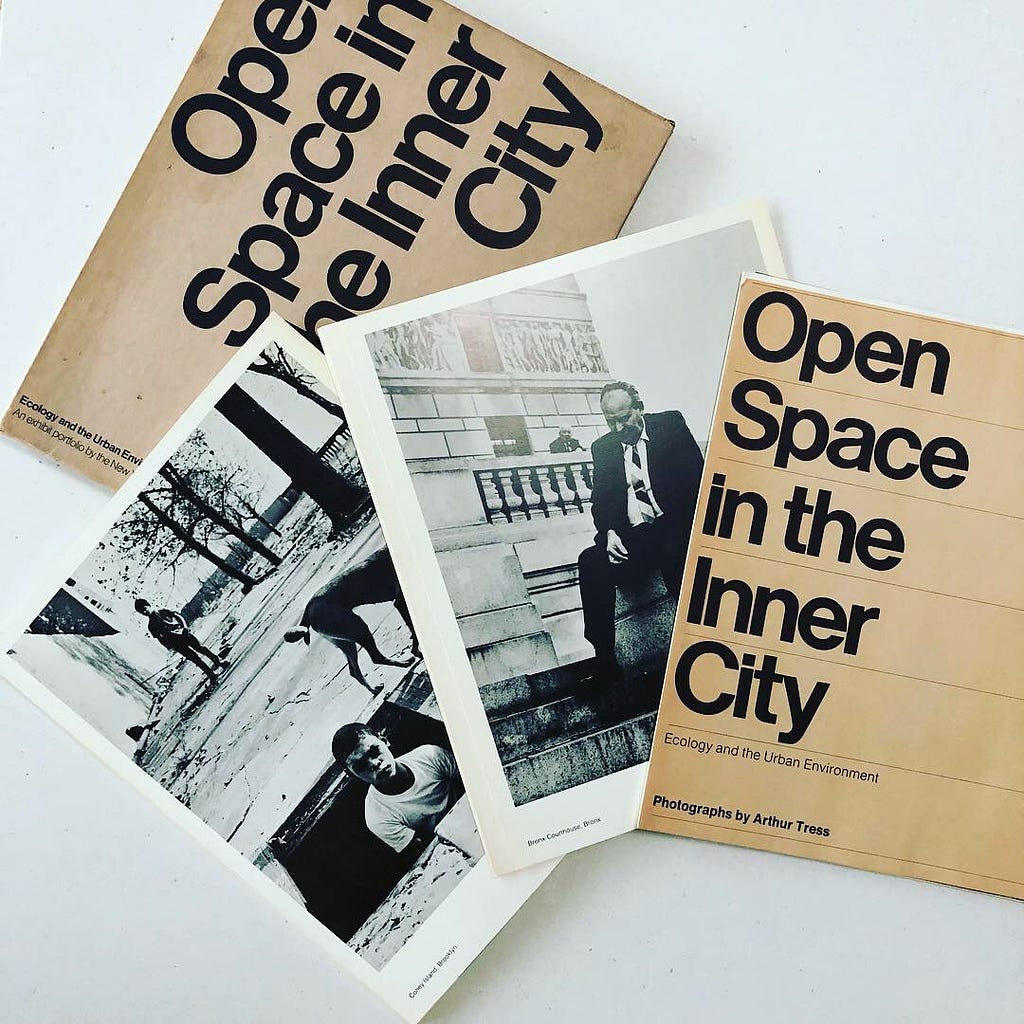 Open
Space in
he Inner
City
Ecology and the Urban Envi
An exhibit portfolio by the New
Coney Island, Brooklyn
Bronx Courthouse, Bronx
Open
Space
in the
Inner
City
Ecology and the Urban Environment
Photographs by Arthur Tress